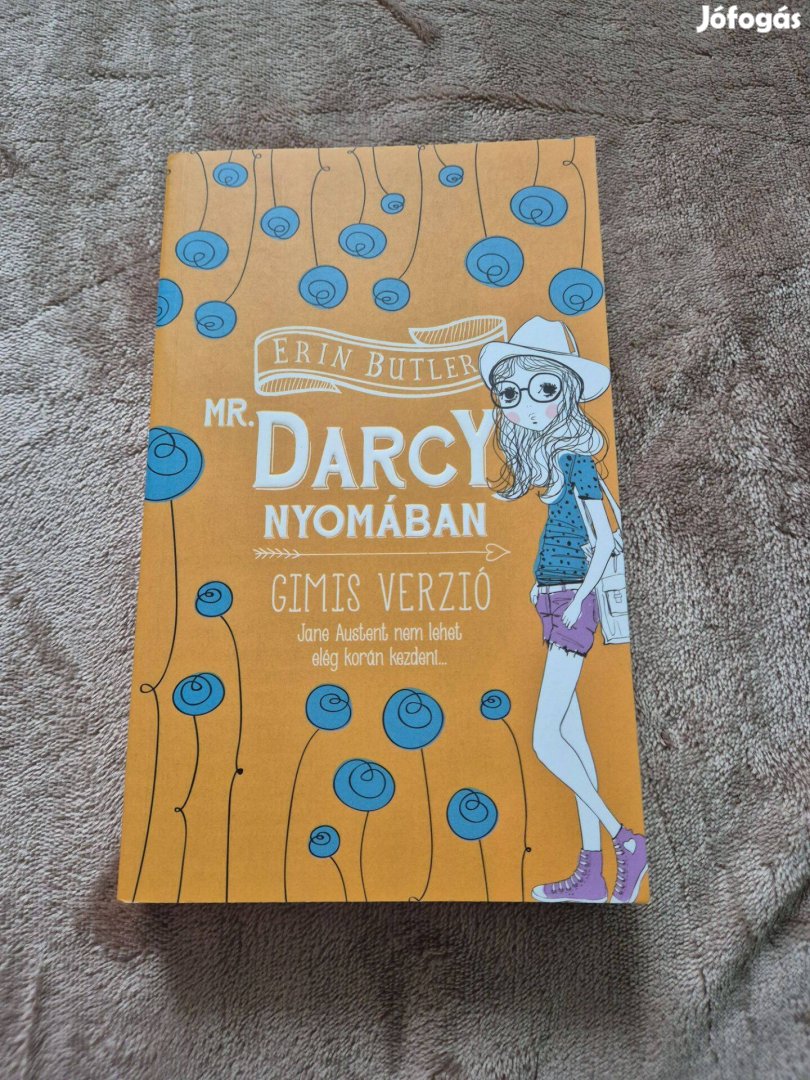 Jófogás
ERIN BUTLER
MR.
DARCY
NYOMÁBAN
GIMIS VERZIÓ
Jane Austent nem lehet
elég korán kezdeni...